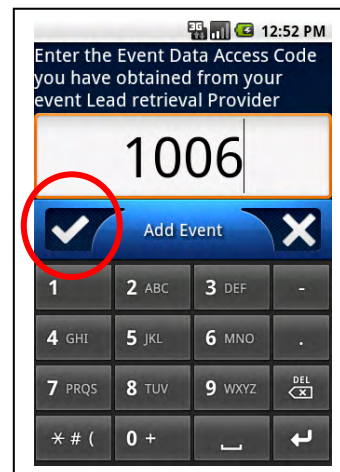 3G 12:52 PM
Enter the Event Data Access Code
you have obtained from your
event Lead retrieval Provider
1006
Add Event
1 2 ABC 3 DEF -
4 GHI 5 JKL 6 MNO .
7 PRQS 8 TUV 9 WXYZ DEL
* # ( 0 +